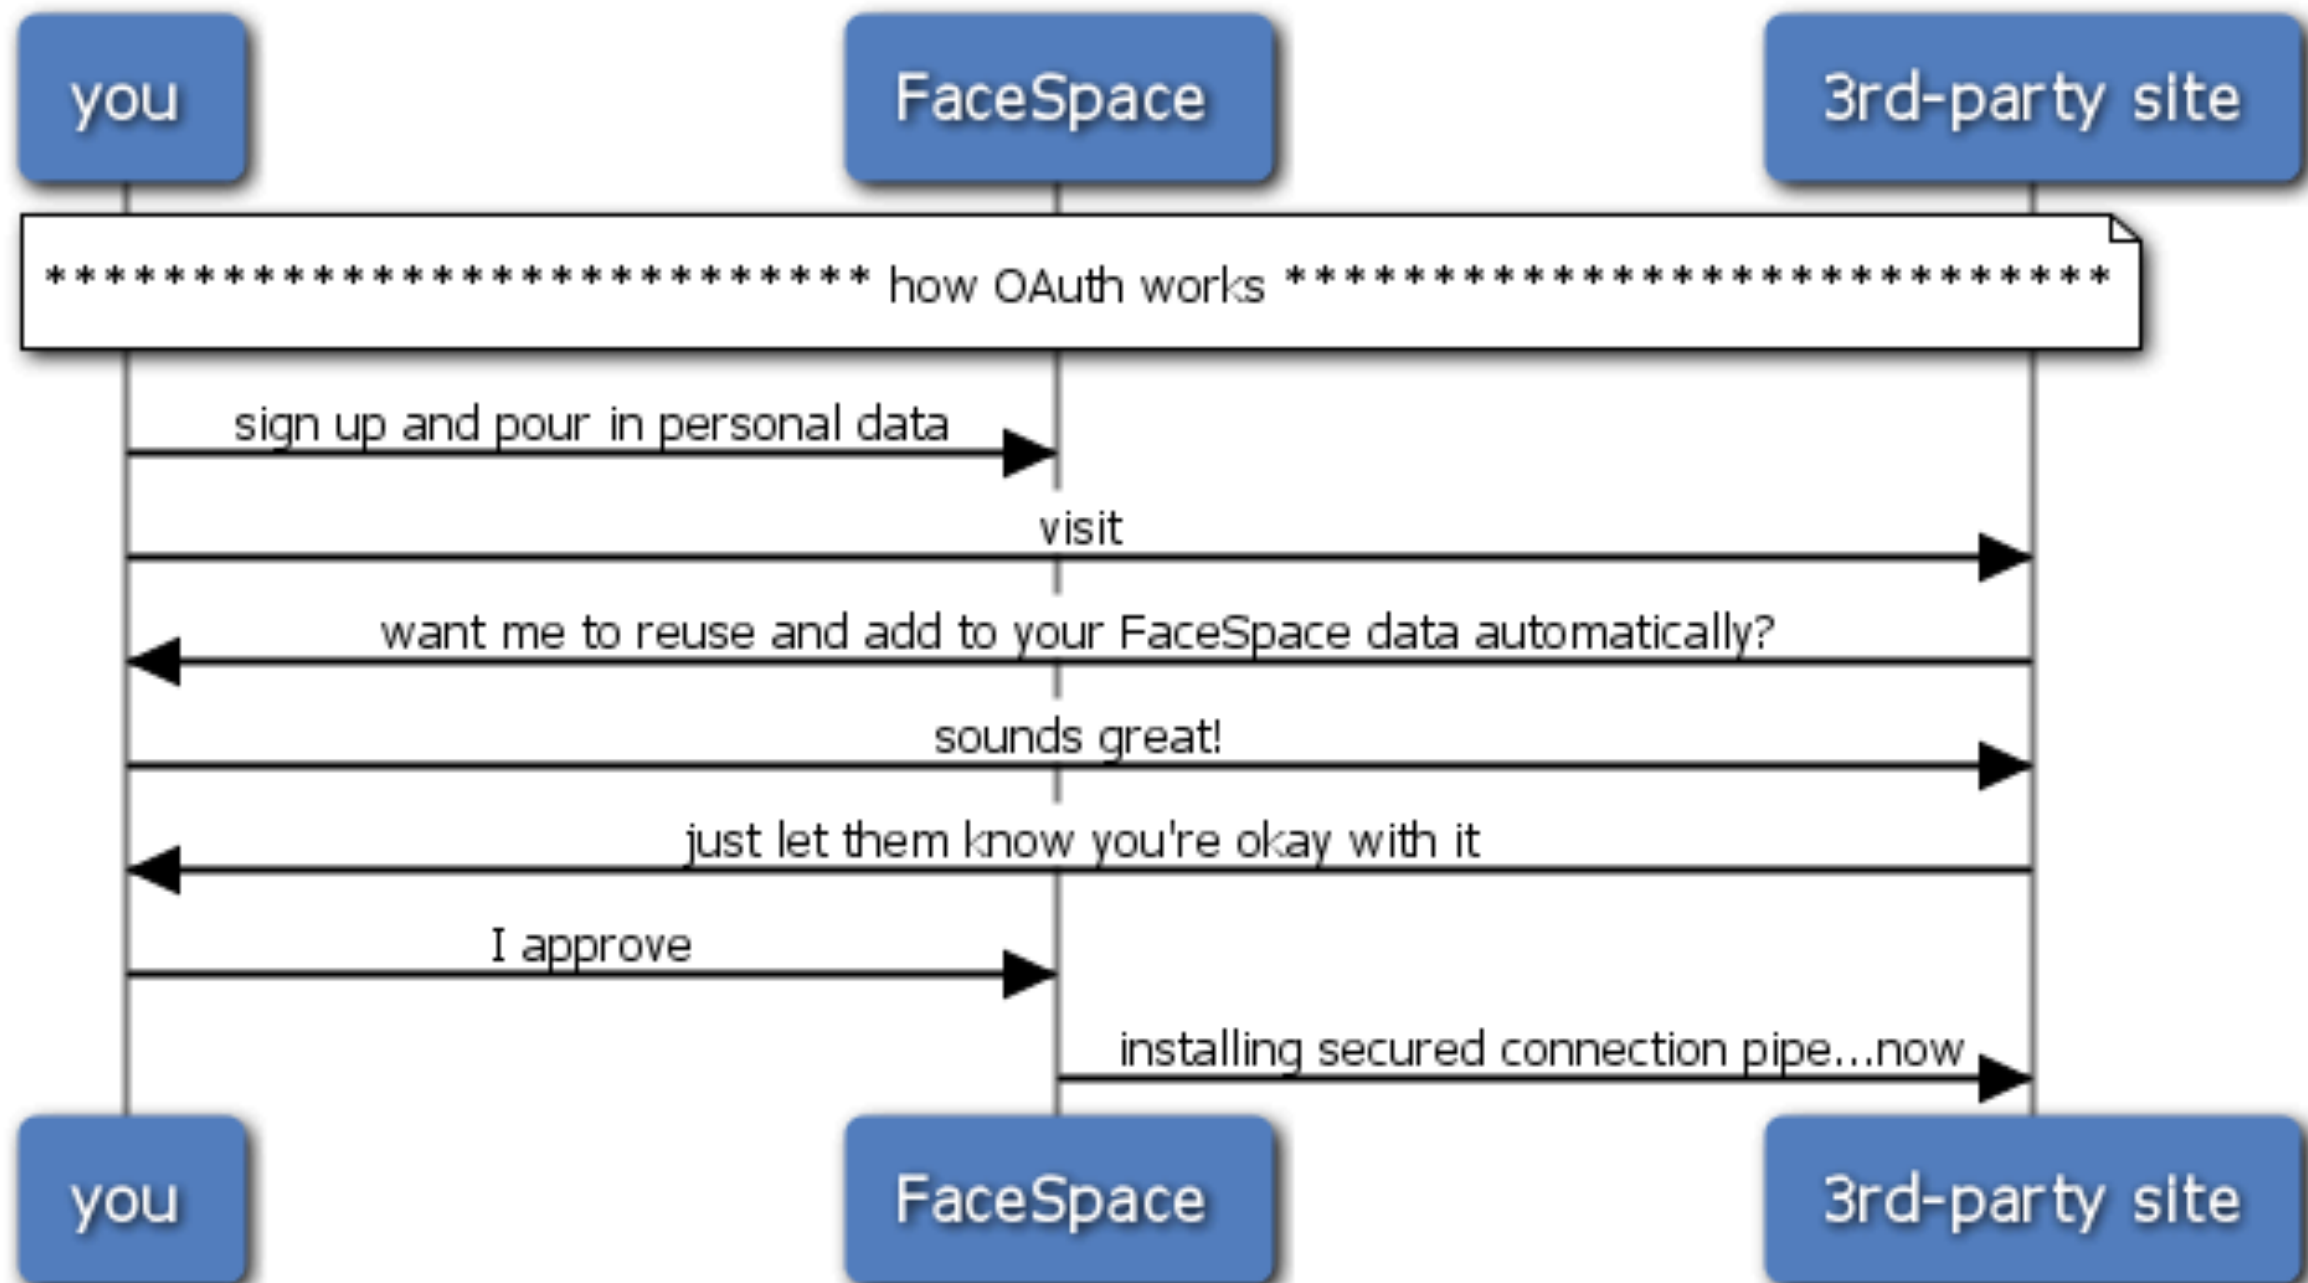 you FaceSpace 3rd-party site
**************************** how OAuth works ****************************
sign up and pour in personal data
visit
want me to reuse and add to your FaceSpace data automatically?
sounds great!
just let them know you're okay with it
I approve
installing secured connection pipe...now
you FaceSpace 3rd-party site